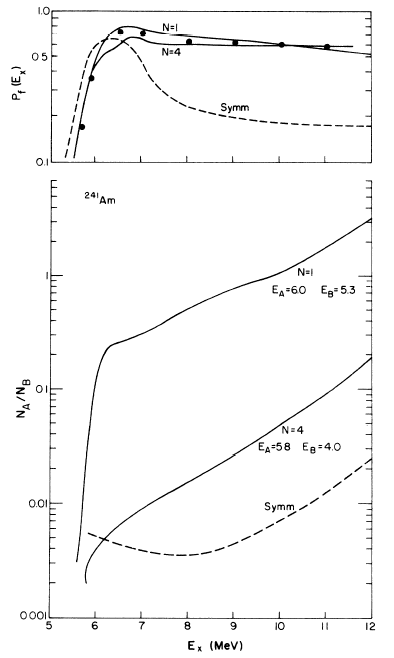 1.0
0.5
0.1
P_f(E_x)
N=1
N=4
Symm
²⁴¹Am
1
0.1
0.01
0.001
N_A/N_B
N=1
E_A=6.0 E_B=5.3
N=4
E_A=5.8 E_B=4.0
Symm
5 6 7 8 9 10 11 12
E_x (MeV)